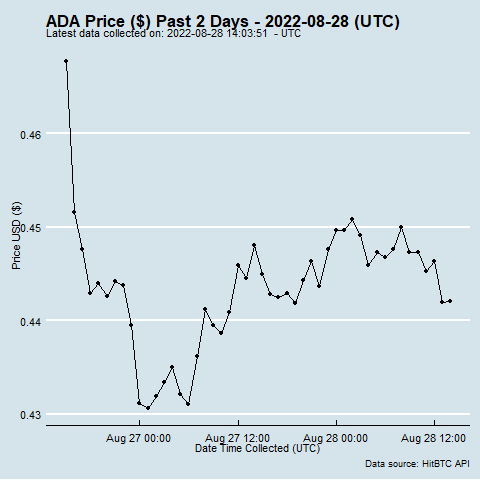 ADA Price ($) Past 2 Days - 2022-08-28 (UTC)
Latest data collected on: 2022-08-28 14:03:51  - UTC
0.46
0.45
0.44
0.43
Price USD ($)
Aug 27 00:00
Aug 27 12:00
Aug 28 00:00
Aug 28 12:00
Date Time Collected (UTC)
Data source: HitBTC API